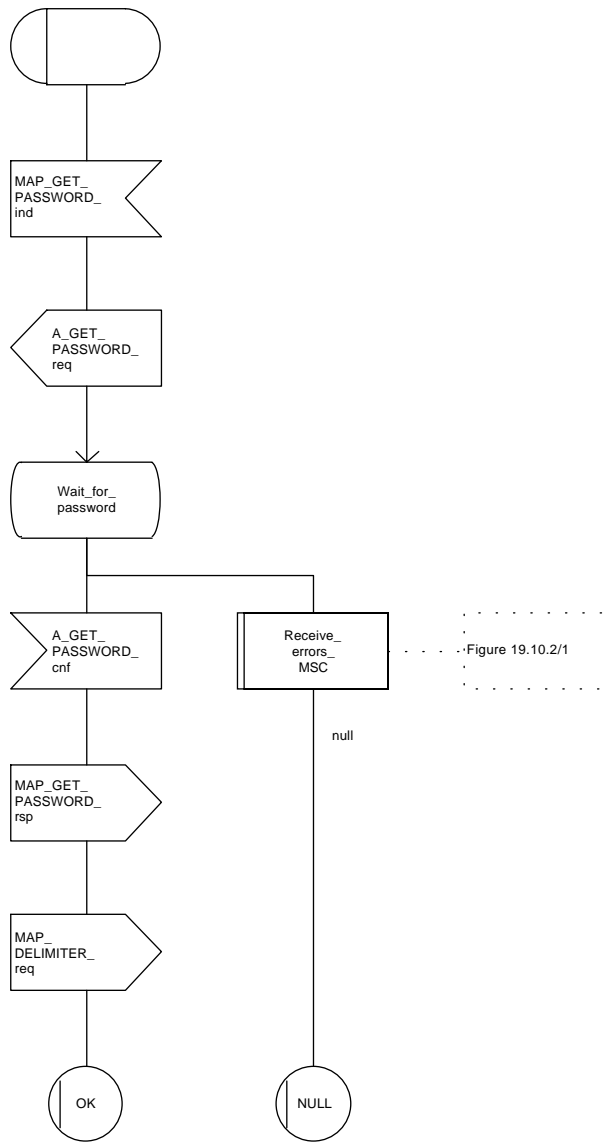 MAP_GET_
PASSWORD_
ind
A_GET_
PASSWORD_
req
Wait_for_
password
A_GET_
PASSWORD_
cnf
Receive_
errors_
MSC
Figure 19.10.2/1
null
MAP_GET_
PASSWORD_
rsp
MAP_
DELIMITER_
req
OK
NULL